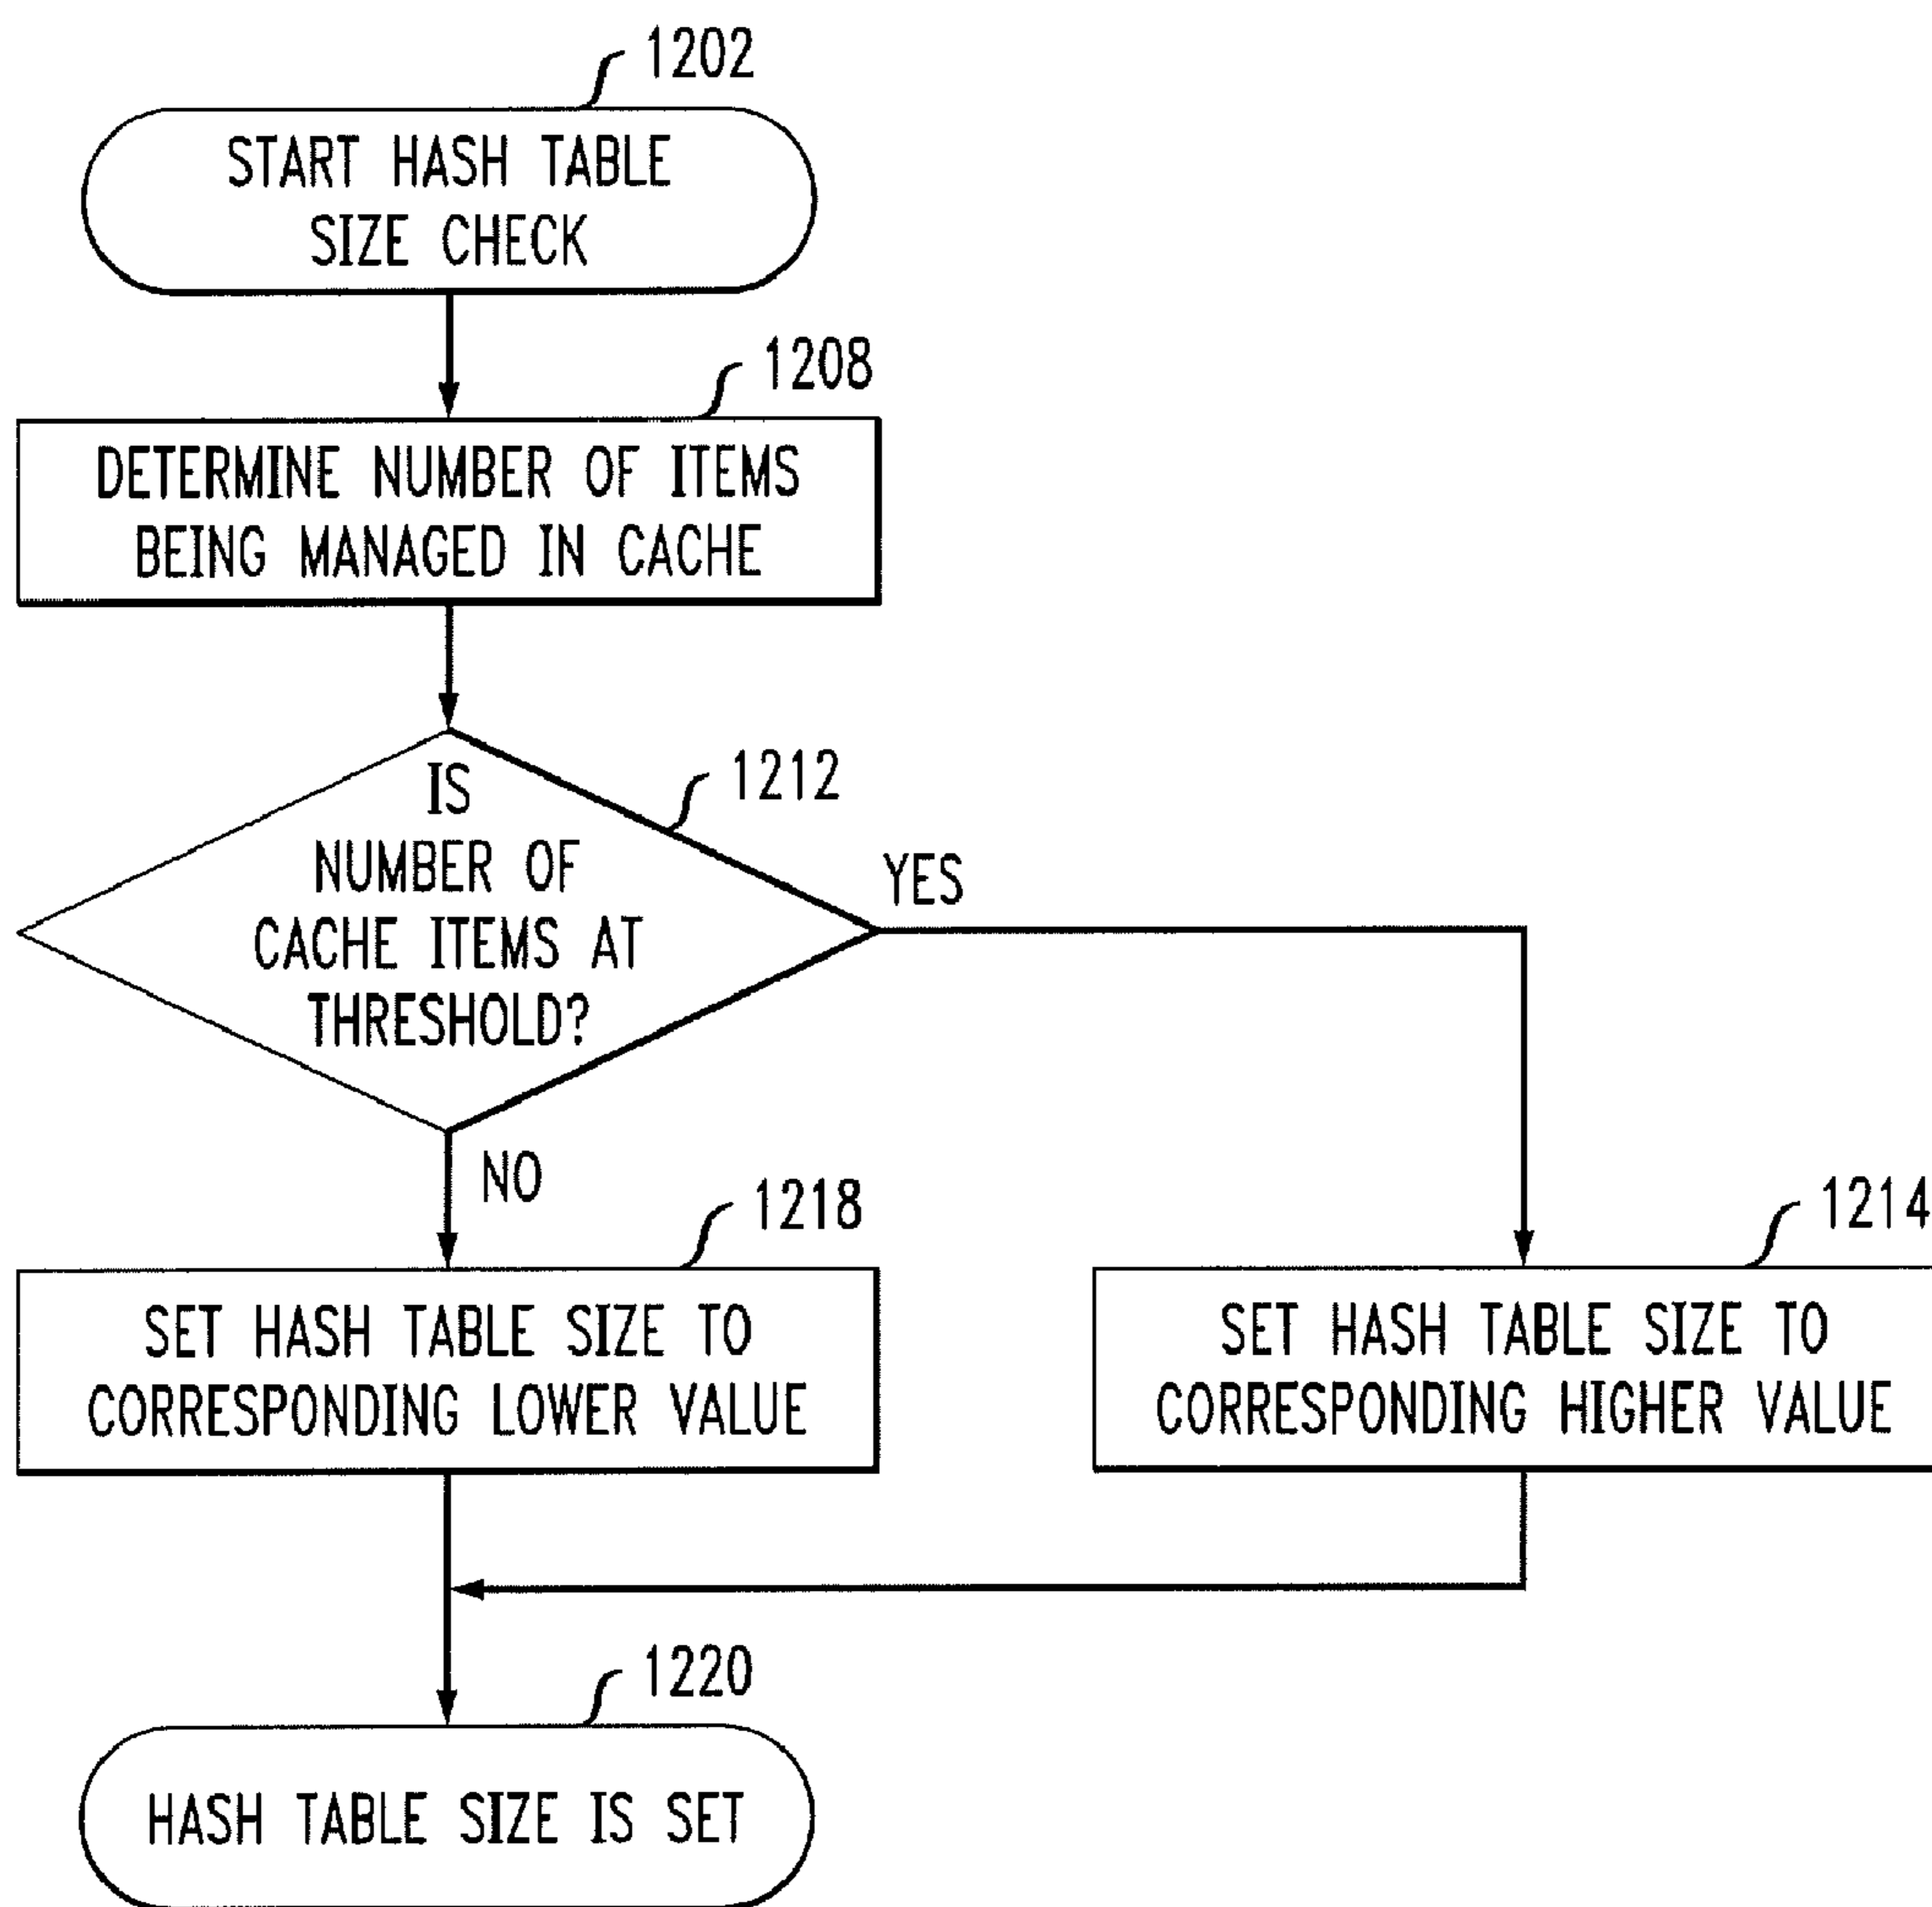 1202
START HASH TABLE
SIZE CHECK
1208
DETERMINE NUMBER OF ITEMS
BEING MANAGED IN CACHE
1212
IS
NUMBER OF
CACHE ITEMS AT
THRESHOLD?
YES
NO
1218
SET HASH TABLE SIZE TO
CORRESPONDING LOWER VALUE
1214
SET HASH TABLE SIZE TO
CORRESPONDING HIGHER VALUE
1220
HASH TABLE SIZE IS SET